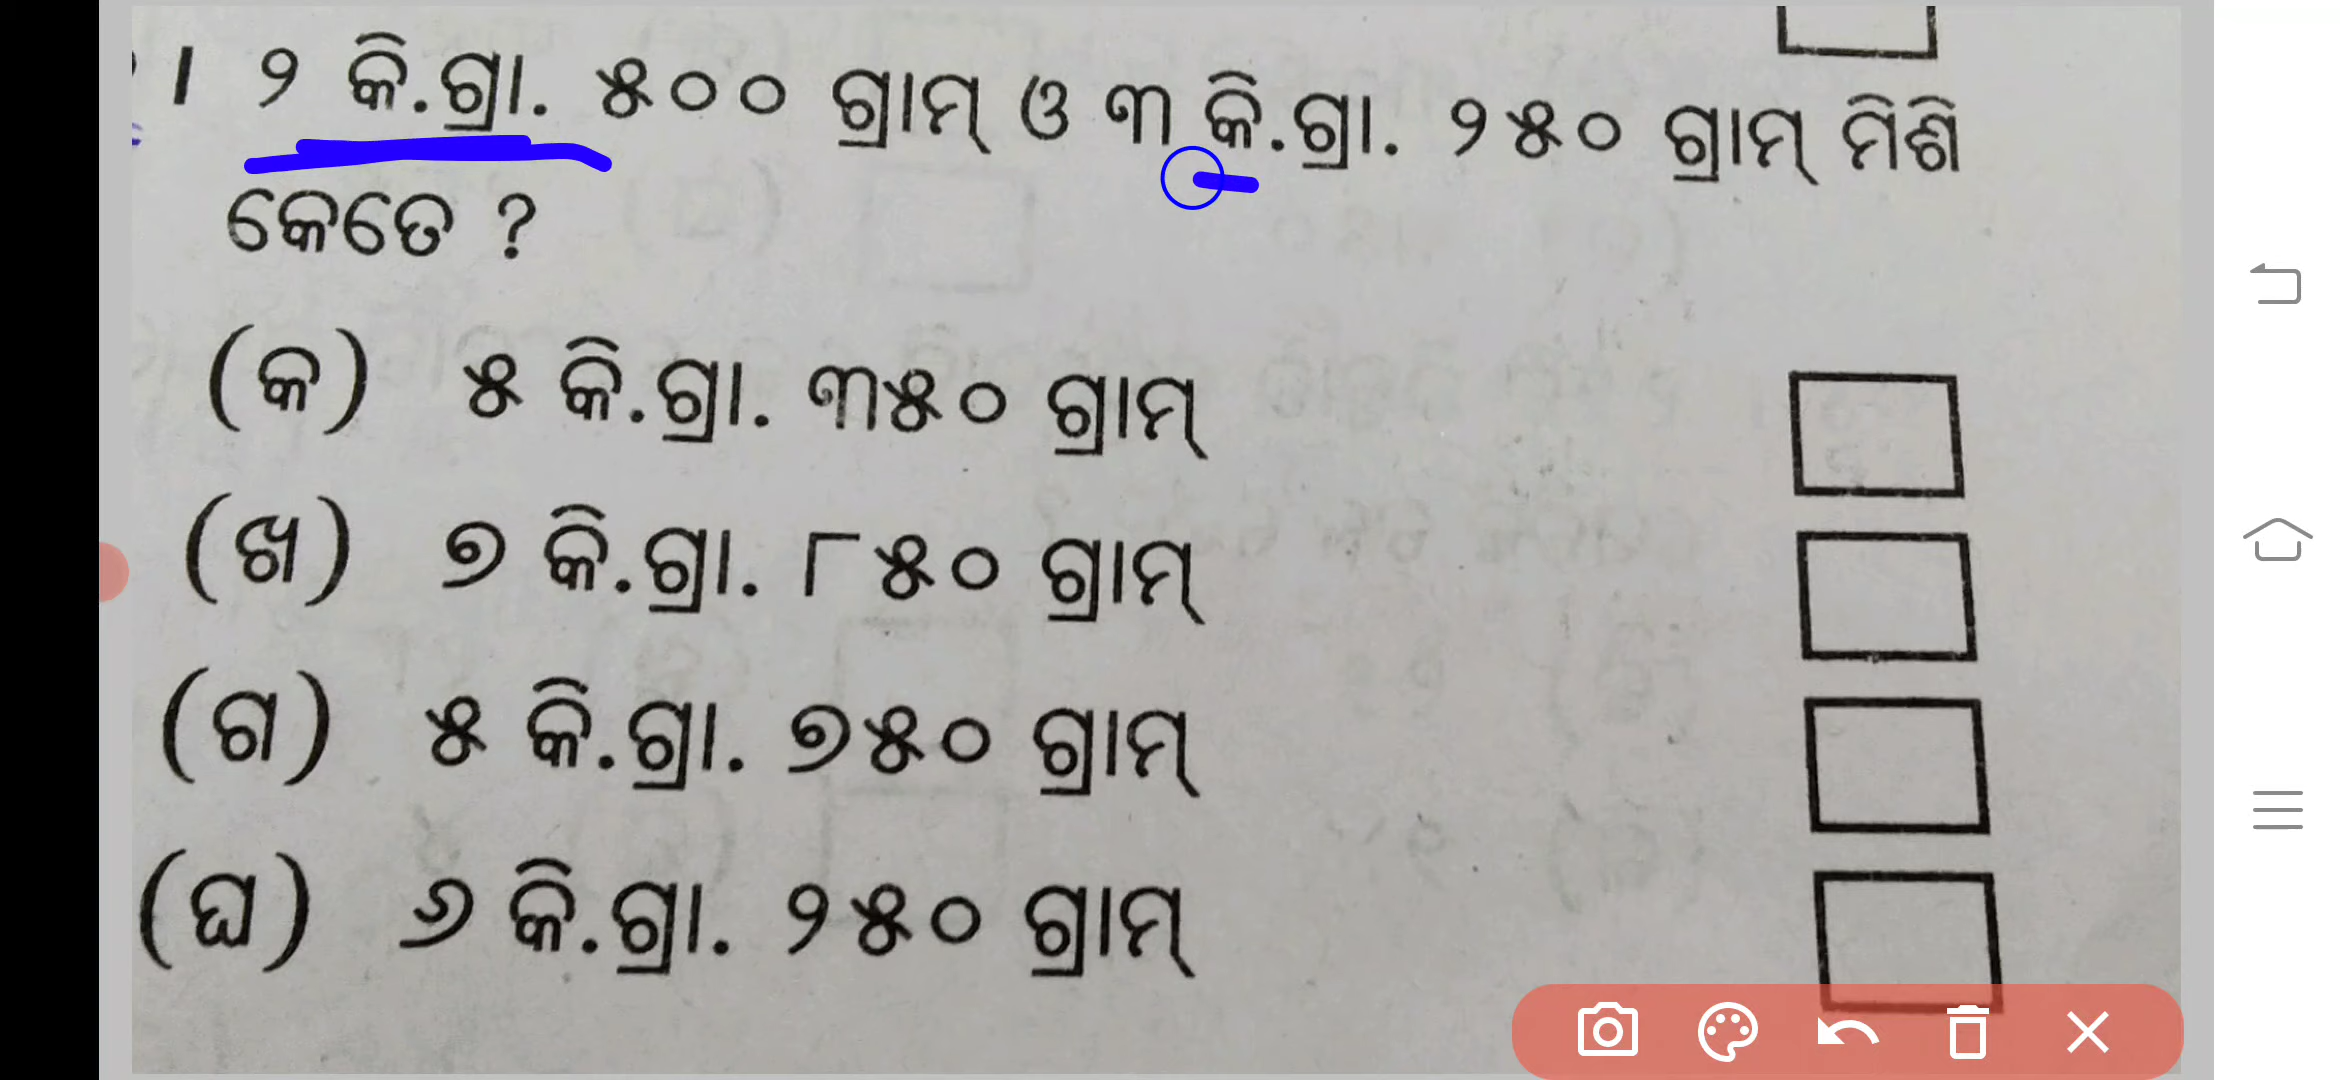 । ୨ କି.ଗ୍ରା. ୫୦୦ ଗ୍ରାମ୍ ଓ ୩ କି.ଗ୍ରା. ୨୫୦ ଗ୍ରାମ୍ ମିଶି
କେତେ ?
(କ) ୫ କି.ଗ୍ରା. ୩୫୦ ଗ୍ରାମ୍
(ଖ) ୭ କି.ଗ୍ରା. ୮୫୦ ଗ୍ରାମ୍
(ଗ) ୫ କି.ଗ୍ରା. ୭୫୦ ଗ୍ରାମ୍
(ଘ) ୬ କି.ଗ୍ରା. ୨୫୦ ଗ୍ରାମ୍